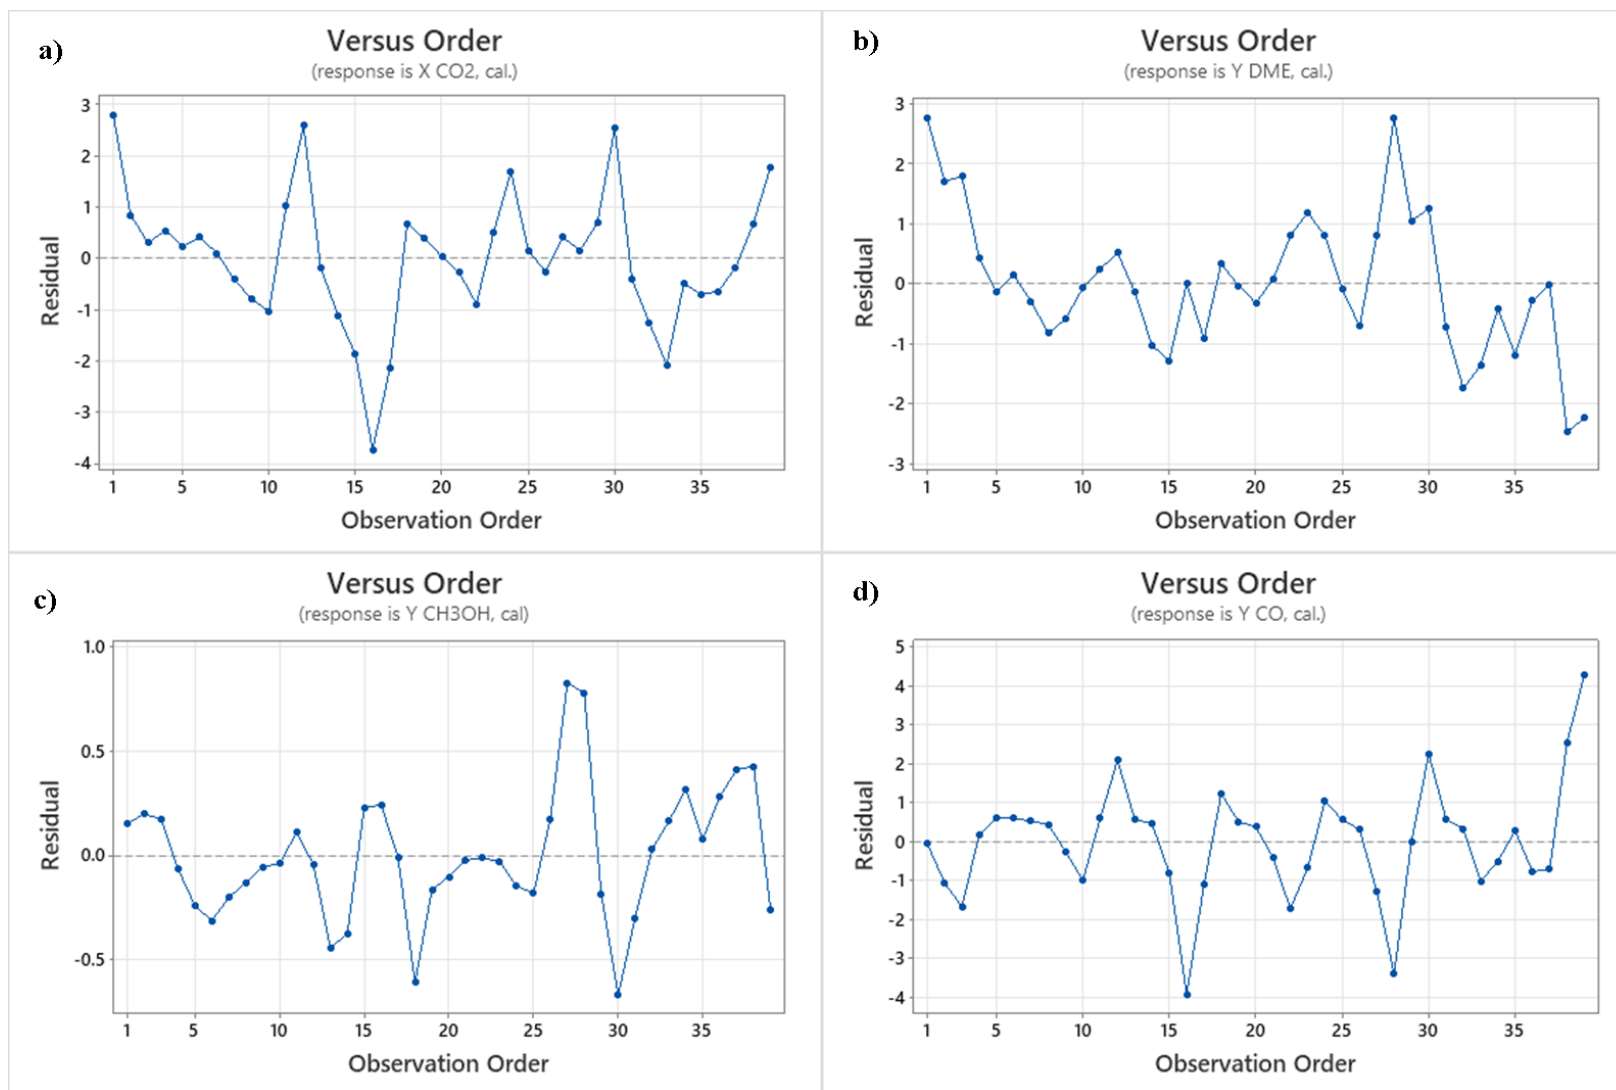 a)
Versus Order
(response is X CO2, cal.)
3
2
1
0
-1
-2
-3
-4
Residual
1 5 10 15 20 25 30 35
Observation Order
b)
Versus Order
(response is Y DME, cal.)
3
2
1
0
-1
-2
-3
Residual
1 5 10 15 20 25 30 35
Observation Order
c)
Versus Order
(response is Y CH3OH, cal)
1.0
0.5
0.0
-0.5
Residual
1 5 10 15 20 25 30 35
Observation Order
d)
Versus Order
(response is Y CO, cal.)
5
4
3
2
1
0
-1
-2
-3
-4
Residual
1 5 10 15 20 25 30 35
Observation Order